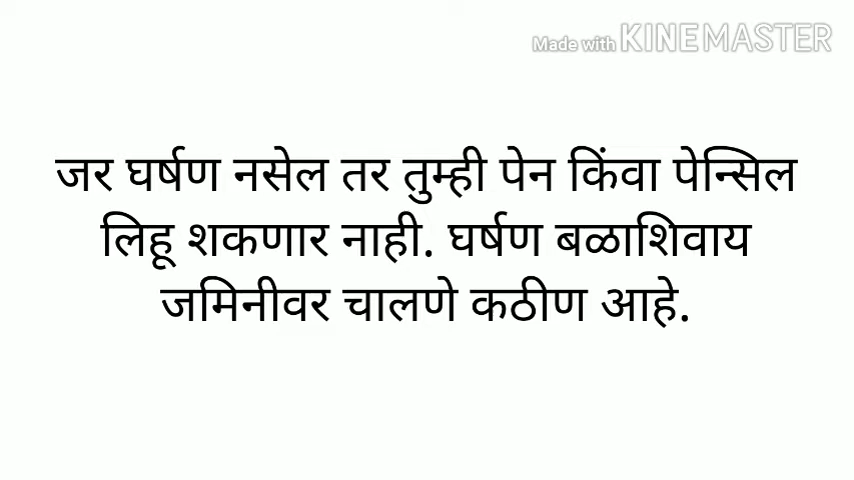 Made with KINEMASTER
जर घर्षण नसेल तर तुम्ही पेन किंवा पेन्सिल
लिहू शकणार नाही. घर्षण बळाशिवाय
जमिनीवर चालणे कठीण आहे.